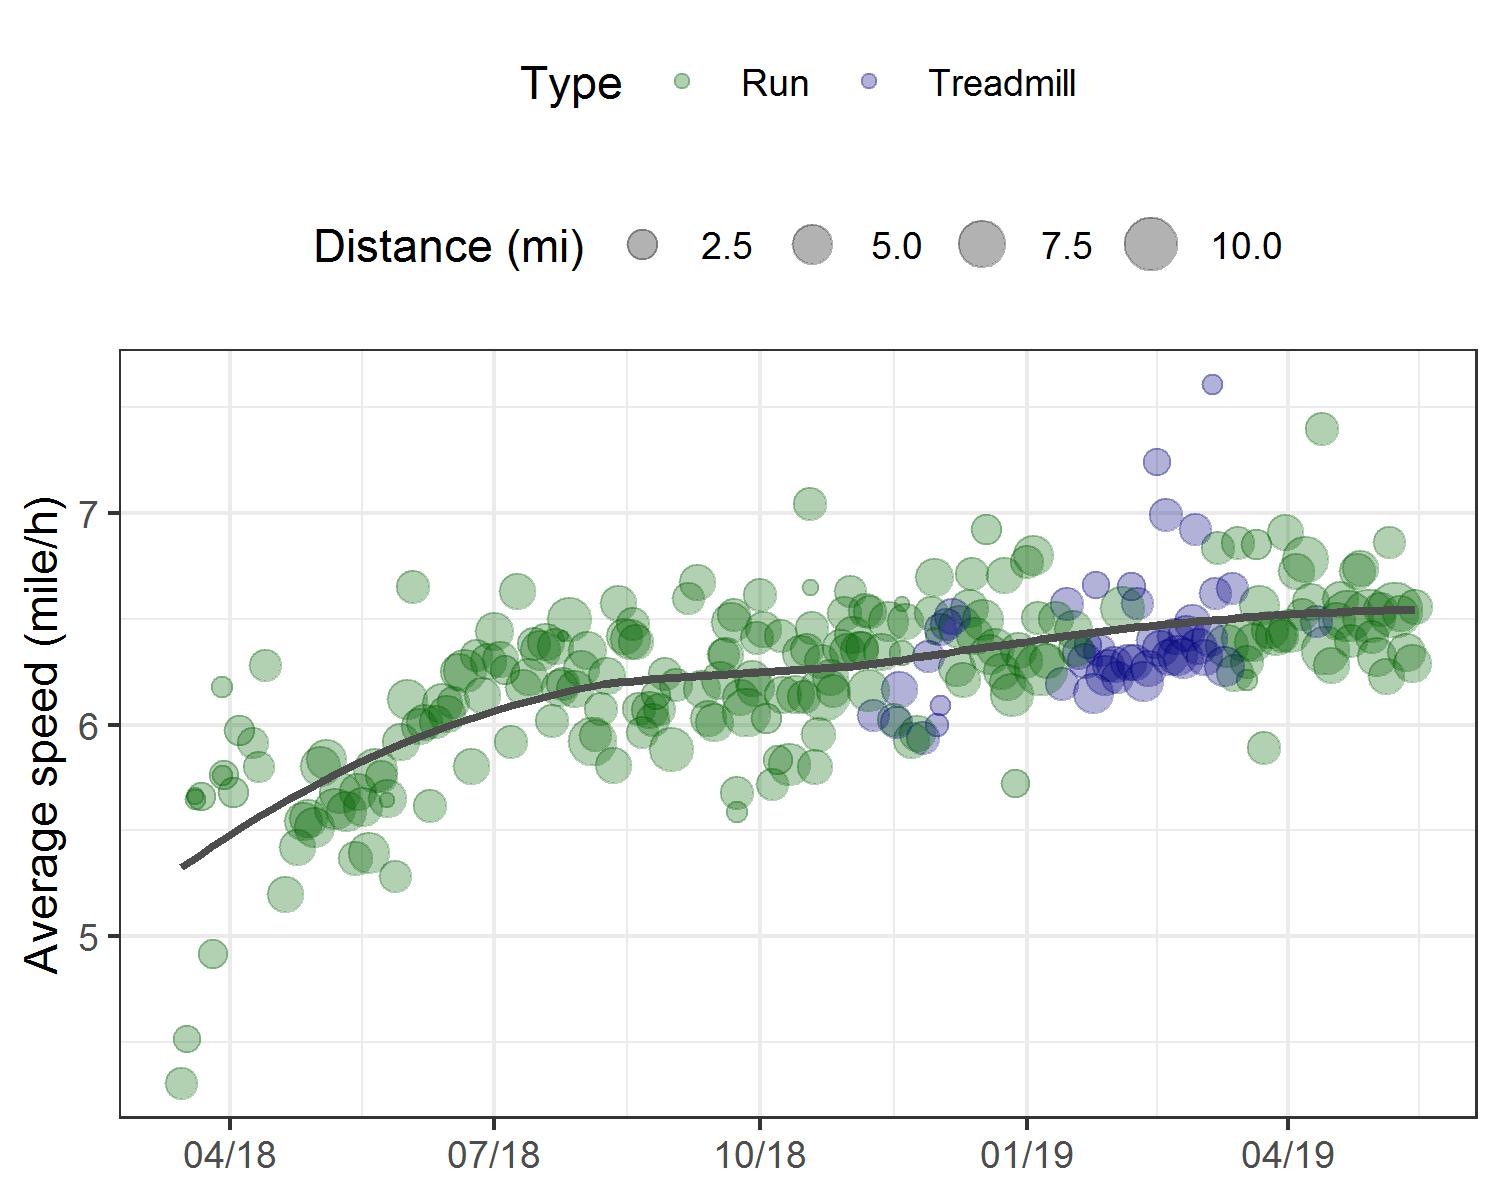 Type Run Treadmill
Distance (mi) 2.5 5.0 7.5 10.0
Average speed (mile/h)
7
6
5
04/18 07/18 10/18 01/19 04/19